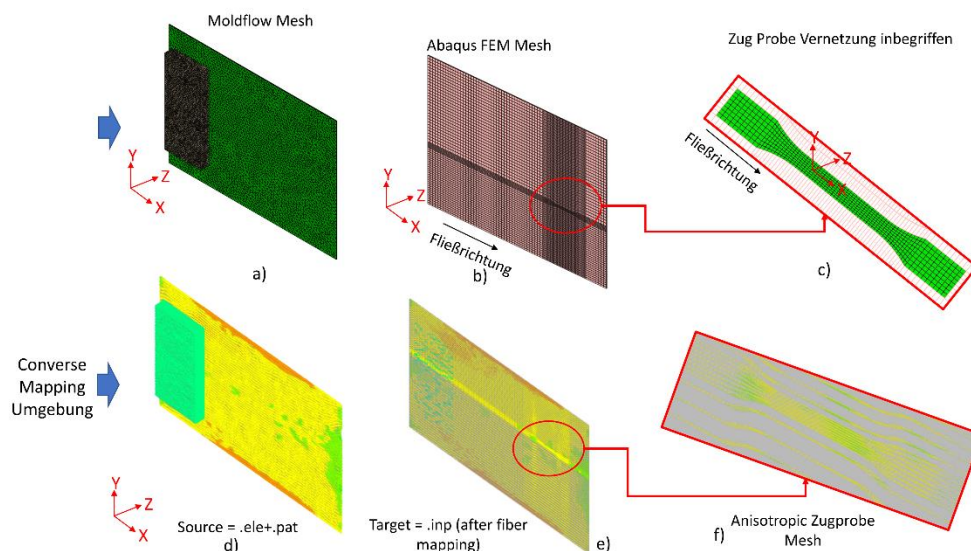 Moldflow Mesh
Abaqus FEM Mesh
Zug Probe Vernetzung inbegriffen
Y
Z
X
a)
Y
Z
X
Fließrichtung
b)
Fließrichtung
Y
Z
X
c)
Converse
Mapping
Umgebung
Y
Z
X
Source = .ele+.pat
d)
Target = .inp (after fiber
mapping)
e)
f)
Anisotropic Zugprobe
Mesh